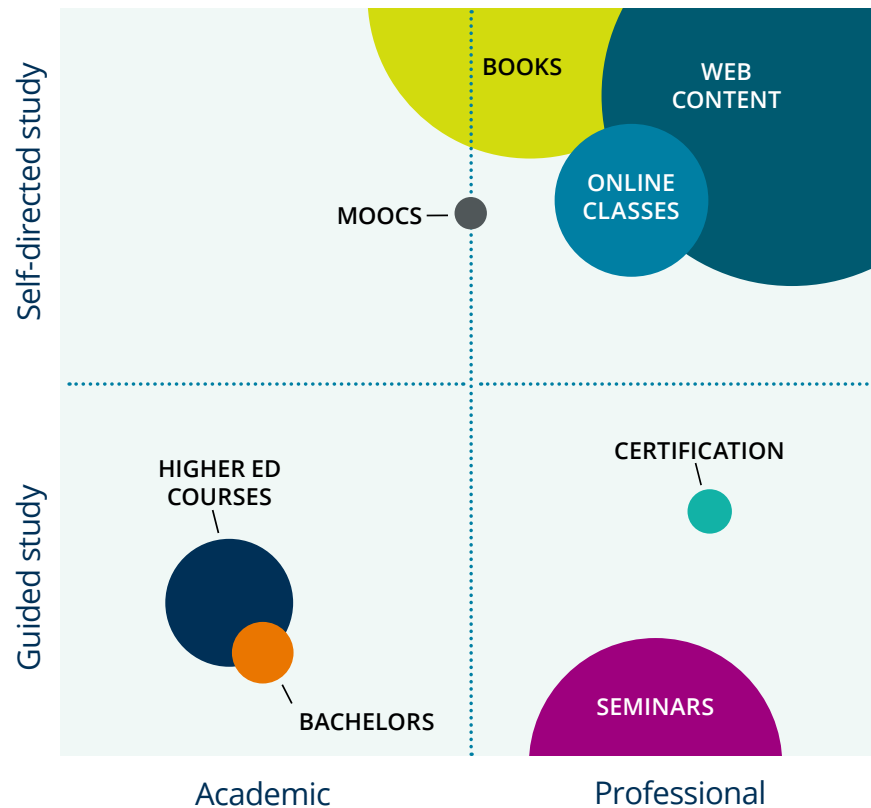 BOOKS
WEB
CONTENT
Self-directed study
ONLINE
CLASSES
MOOCS
CERTIFICATION
HIGHER ED
COURSES
Guided study
SEMINARS
BACHELORS
Academic
Professional